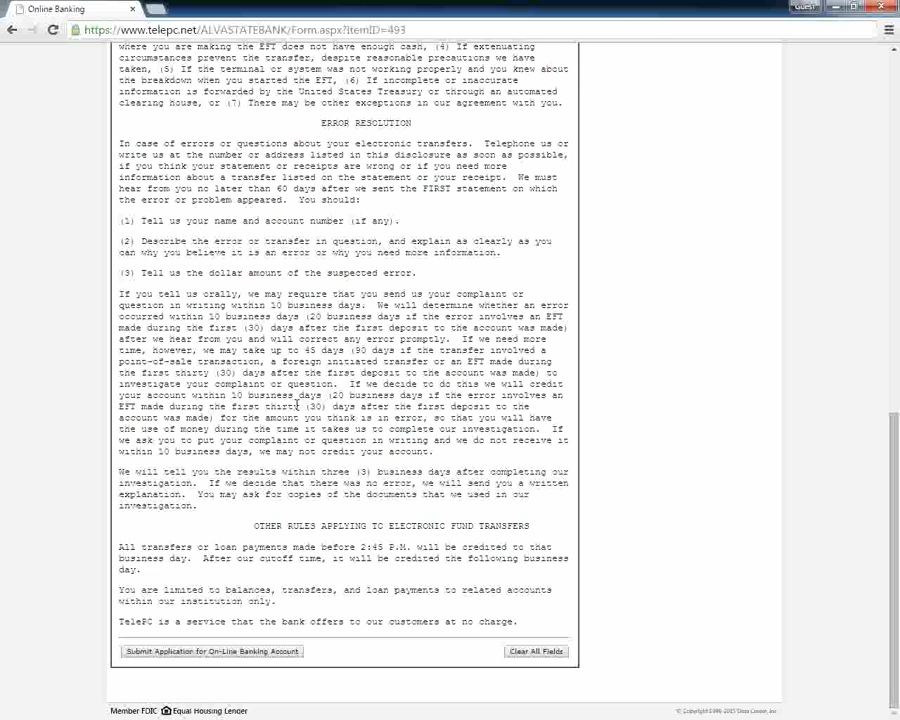 Online Banking
Guest
https://www.telepc.net/ALVASTATEBANK/Form.aspx?itemID=493
where you are making the EFT does not have enough cash, (4) If extenuating
circumstances prevent the transfer, despite reasonable precautions we have
taken, (5) If the terminal or system was not working properly and you knew about
the breakdown when you started the EFT, (6) If incomplete or inaccurate
information is forwarded by the United States Treasury or through an automated
clearing house, or (7) There may be other exceptions in our agreement with you.
ERROR RESOLUTION
In case of errors or questions about your electronic transfers. Telephone us or
write us at the number or address listed in this disclosure as soon as possible,
if you think your statement or receipts are wrong or if you need more
information about a transfer listed on the statement or your receipt. We must
hear from you no later than 60 days after we sent the FIRST statement on which
the error or problem appeared. You should:
(1) Tell us your name and account number (if any).
(2) Describe the error or transfer in question, and explain as clearly as you
can why you believe it is an error or why you need more information.
(3) Tell us the dollar amount of the suspected error.
If you tell us orally, we may require that you send us your complaint or
question in writing within 10 business days. We will determine whether an error
occurred within 10 business days (20 business days if the error involves an EFT
made during the first (30) days after the first deposit to the account was made)
after we hear from you and will correct any error promptly. If we need more
time, however, we may take up to 45 days (90 days if the transfer involved a
point-of-sale transaction, a foreign initiated transfer or an EFT made during
the first thirty (30) days after the first deposit to the account was made) to
investigate your complaint or question. If we decide to do this we will credit
your account within 10 business days (20 business days if the error involves an
EFT made during the first thirty (30) days after the first deposit to the
account was made) for the amount you think is in error, so that you will have
the use of money during the time it takes us to complete our investigation. If
we ask you to put your complaint or question in writing and we do not receive it
within 10 business days, we may not credit your account.
We will tell you the results within three (3) business days after completing our
investigation. If we decide that there was no error, we will send you a written
explanation. You may ask for copies of the documents that we used in our
investigation.
OTHER RULES APPLYING TO ELECTRONIC FUND TRANSFERS
All transfers or loan payments made before 2:45 P.M. will be credited to that
business day. After our cutoff time, it will be credited the following business
day.
You are limited to balances, transfers, and loan payments to related accounts
within our institution only.
TelePC is a service that the bank offers to our customers at no charge.
Submit Application for On-Line Banking Account
Clear All Fields
Member FDIC Equal Housing Lender
© Copyright 1996-2015 Data Center, Inc